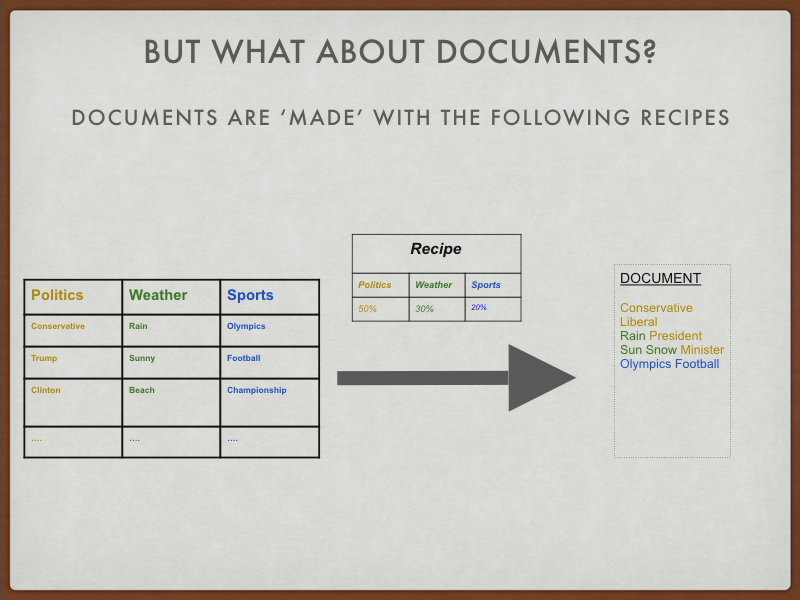 BUT WHAT ABOUT DOCUMENTS?
DOCUMENTS ARE ‘MADE’ WITH THE FOLLOWING RECIPES
Politics Weather Sports
Conservative Rain Olympics
Trump Sunny Football
Clinton Beach Championship
.... .... ....
Recipe
Politics Weather Sports
50% 30% 20%
DOCUMENT
Conservative
Liberal
Rain President
Sun Snow Minister
Olympics Football